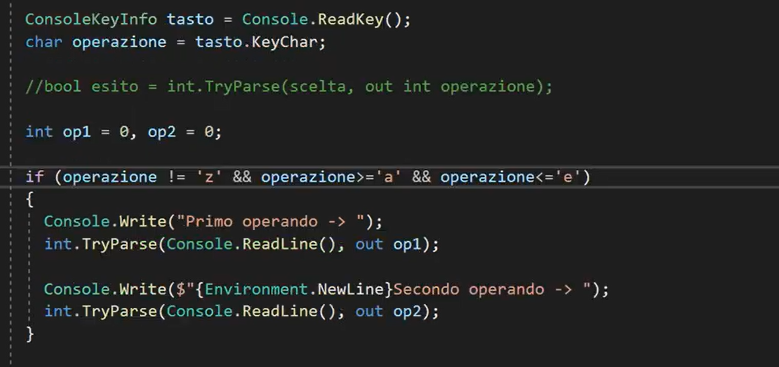 ConsoleKeyInfo tasto = Console.ReadKey();
char operazione = tasto.KeyChar;
//bool esito = int.TryParse(scelta, out int operazione);
int op1 = 0, op2 = 0;
if (operazione != 'z' && operazione>='a' && operazione<='e')
{
Console.Write("Primo operando -> ");
int.TryParse(Console.ReadLine(), out op1);
Console.Write($"{Environment.NewLine}Secondo operando -> ");
int.TryParse(Console.ReadLine(), out op2);
}